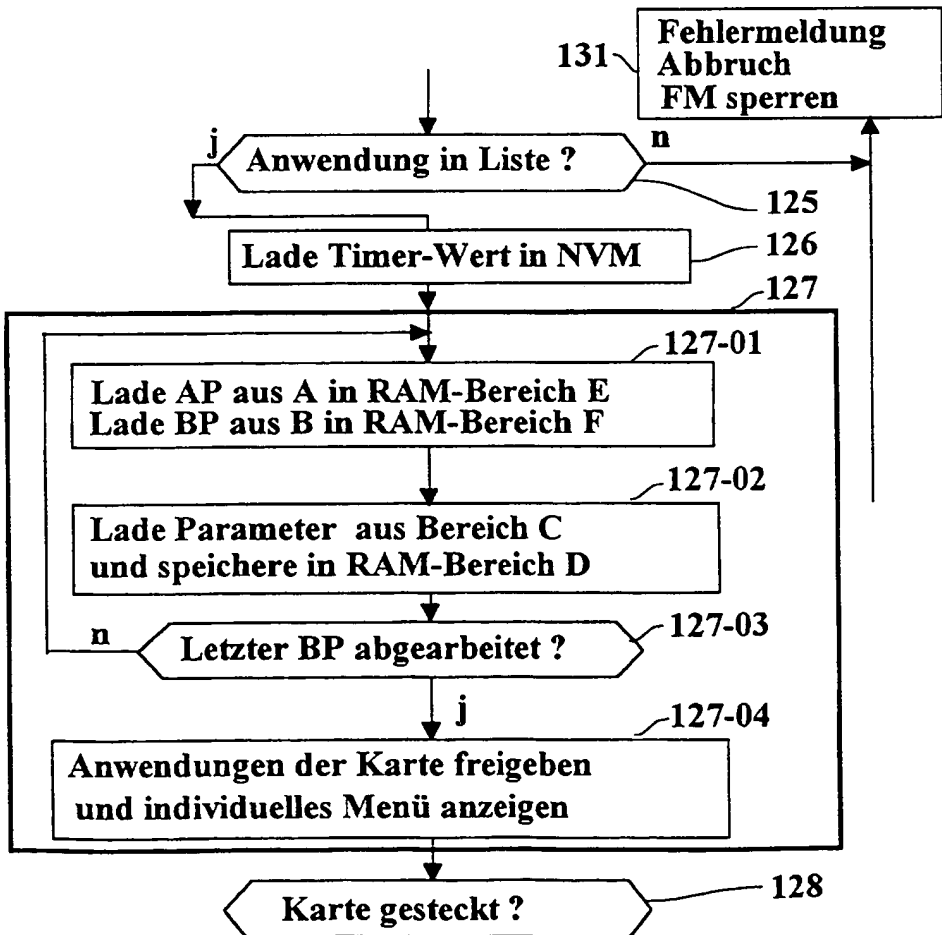 131
Fehlermeldung
Abbruch
FM sperren
j
Anwendung in Liste ?
n
125
Lade Timer-Wert in NVM
126
127
127-01
Lade AP aus A in RAM-Bereich E
Lade BP aus B in RAM-Bereich F
127-02
Lade Parameter aus Bereich C
und speichere in RAM-Bereich D
n
Letzter BP abgearbeitet ?
127-03
j
127-04
Anwendungen der Karte freigeben
und individuelles Menü anzeigen
Karte gesteckt ?
128